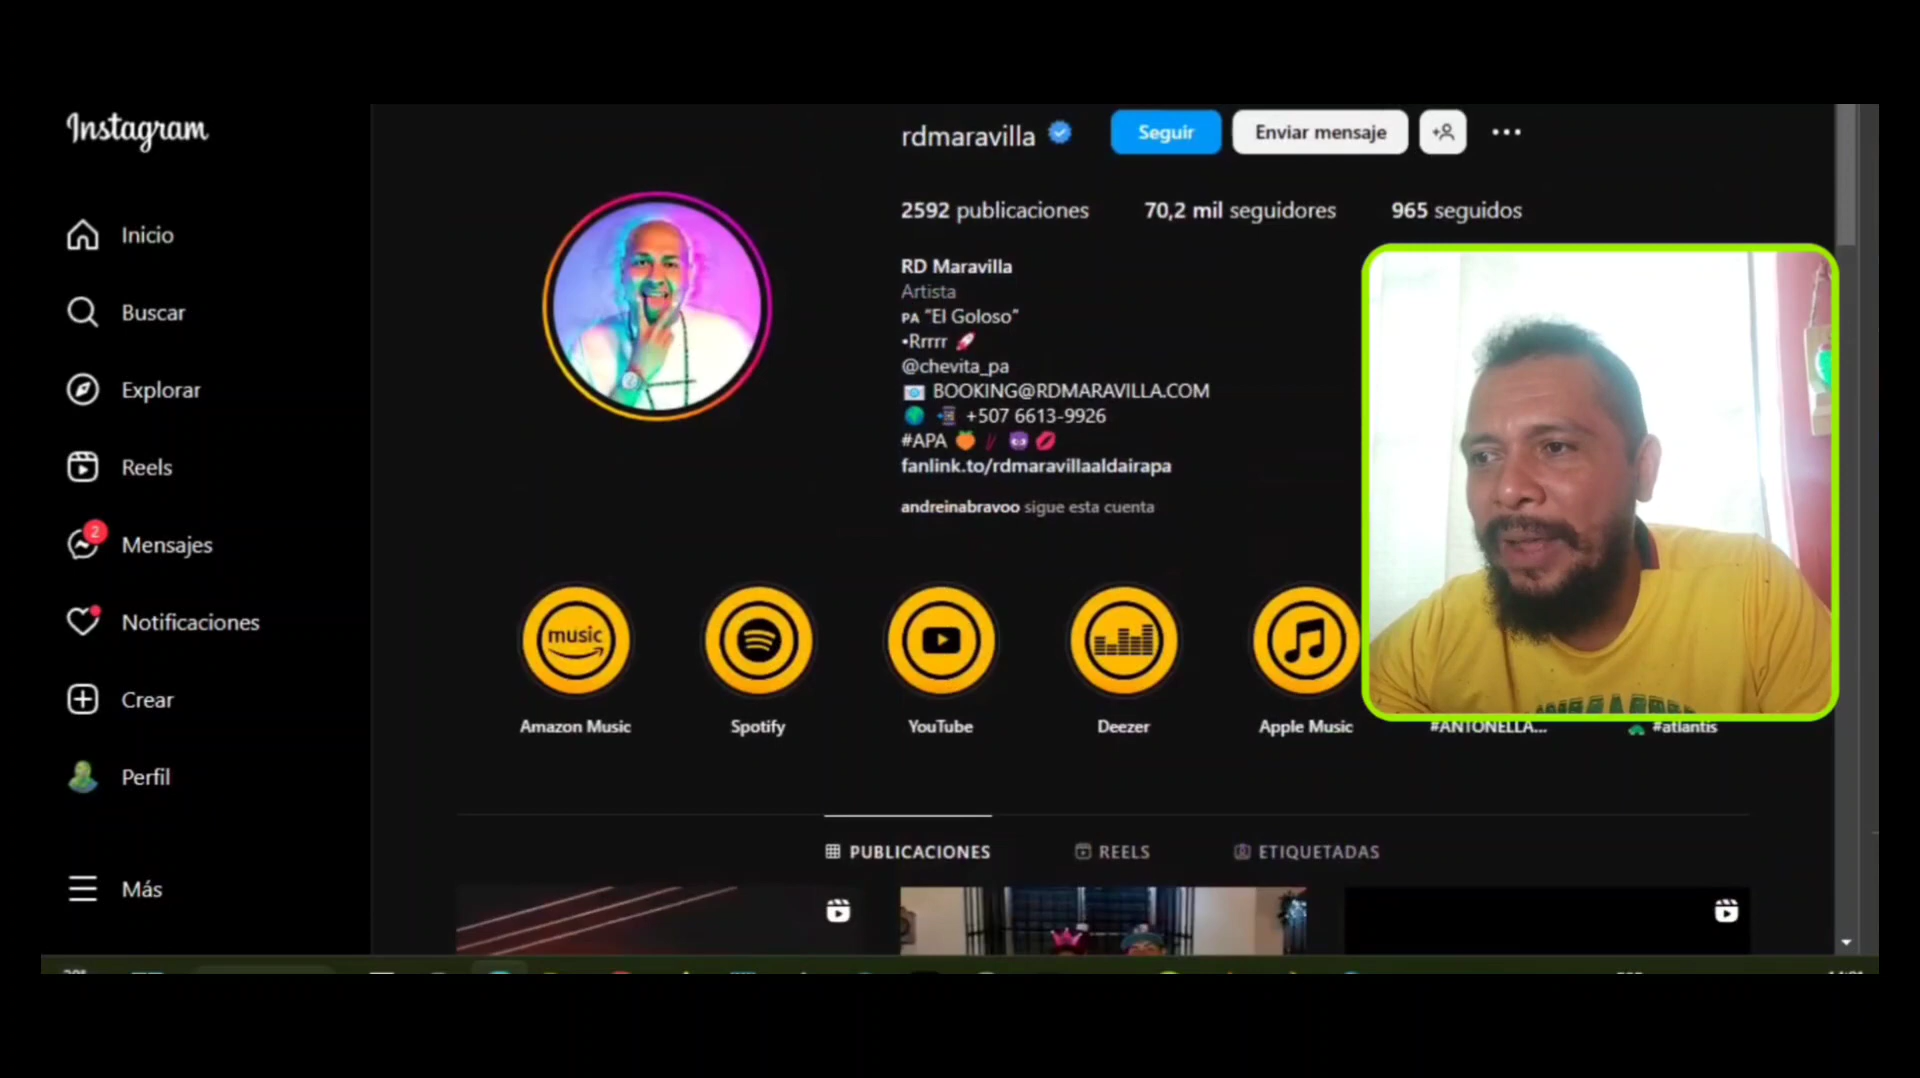 Instagram
Inicio
Buscar
Explorar
Reels
2
Mensajes
Notificaciones
Crear
Perfil
Más
rdmaravilla
Seguir
Enviar mensaje
2592 publicaciones
70,2 mil seguidores
965 seguidos
RD Maravilla
Artista
PA "El Goloso"
•Rrrrr 🚀
@chevita_pa
📧 BOOKING@RDMARAVILLA.COM
🌎 📲 +507 6613-9926
#APA 🍑 🥢 😈 💋
fanlink.to/rdmaravillaaldairapa
andreinabravoo sigue esta cuenta
music
Amazon Music
Spotify
YouTube
Deezer
Apple Music
#ANTONELLA...
#atlantis
PUBLICACIONES
REELS
ETIQUETADAS